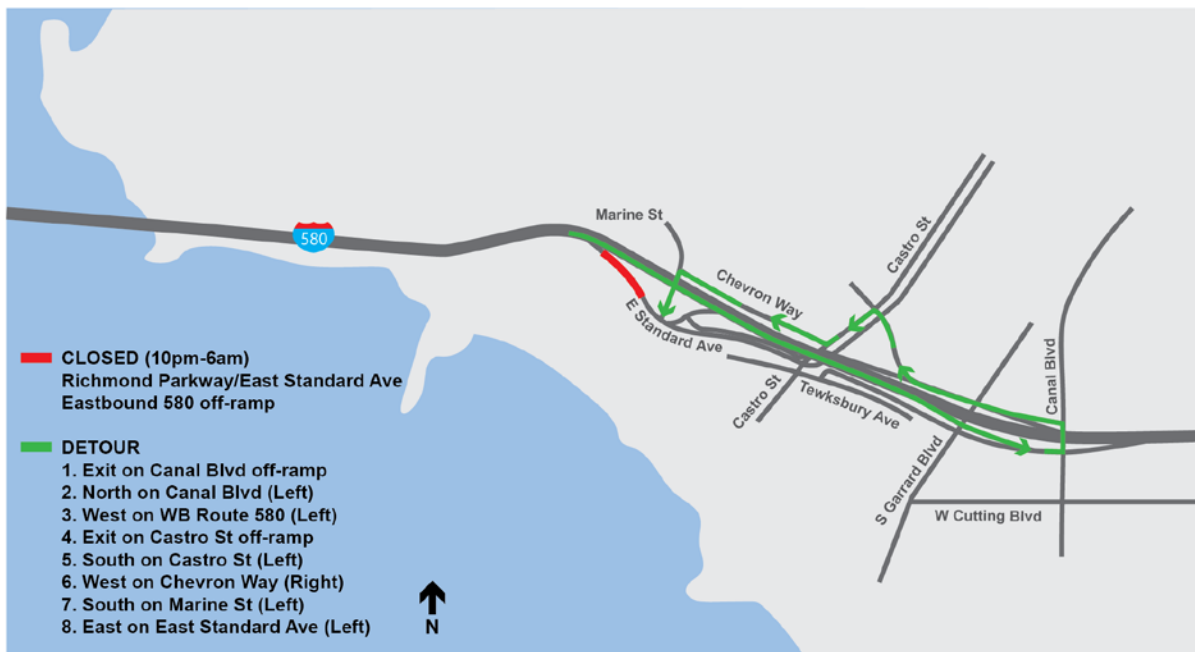 Marine St
580
Chevron Way
Castro St
E Standard Ave
Castro St
Tewksbury Ave
Canal Blvd
S Garrard Blvd
W Cutting Blvd
CLOSED (10pm-6am)
Richmond Parkway/East Standard Ave
Eastbound 580 off-ramp
DETOUR
1. Exit on Canal Blvd off-ramp
2. North on Canal Blvd (Left)
3. West on WB Route 580 (Left)
4. Exit on Castro St off-ramp
5. South on Castro St (Left)
6. West on Chevron Way (Right)
7. South on Marine St (Left)
8. East on East Standard Ave (Left)
N